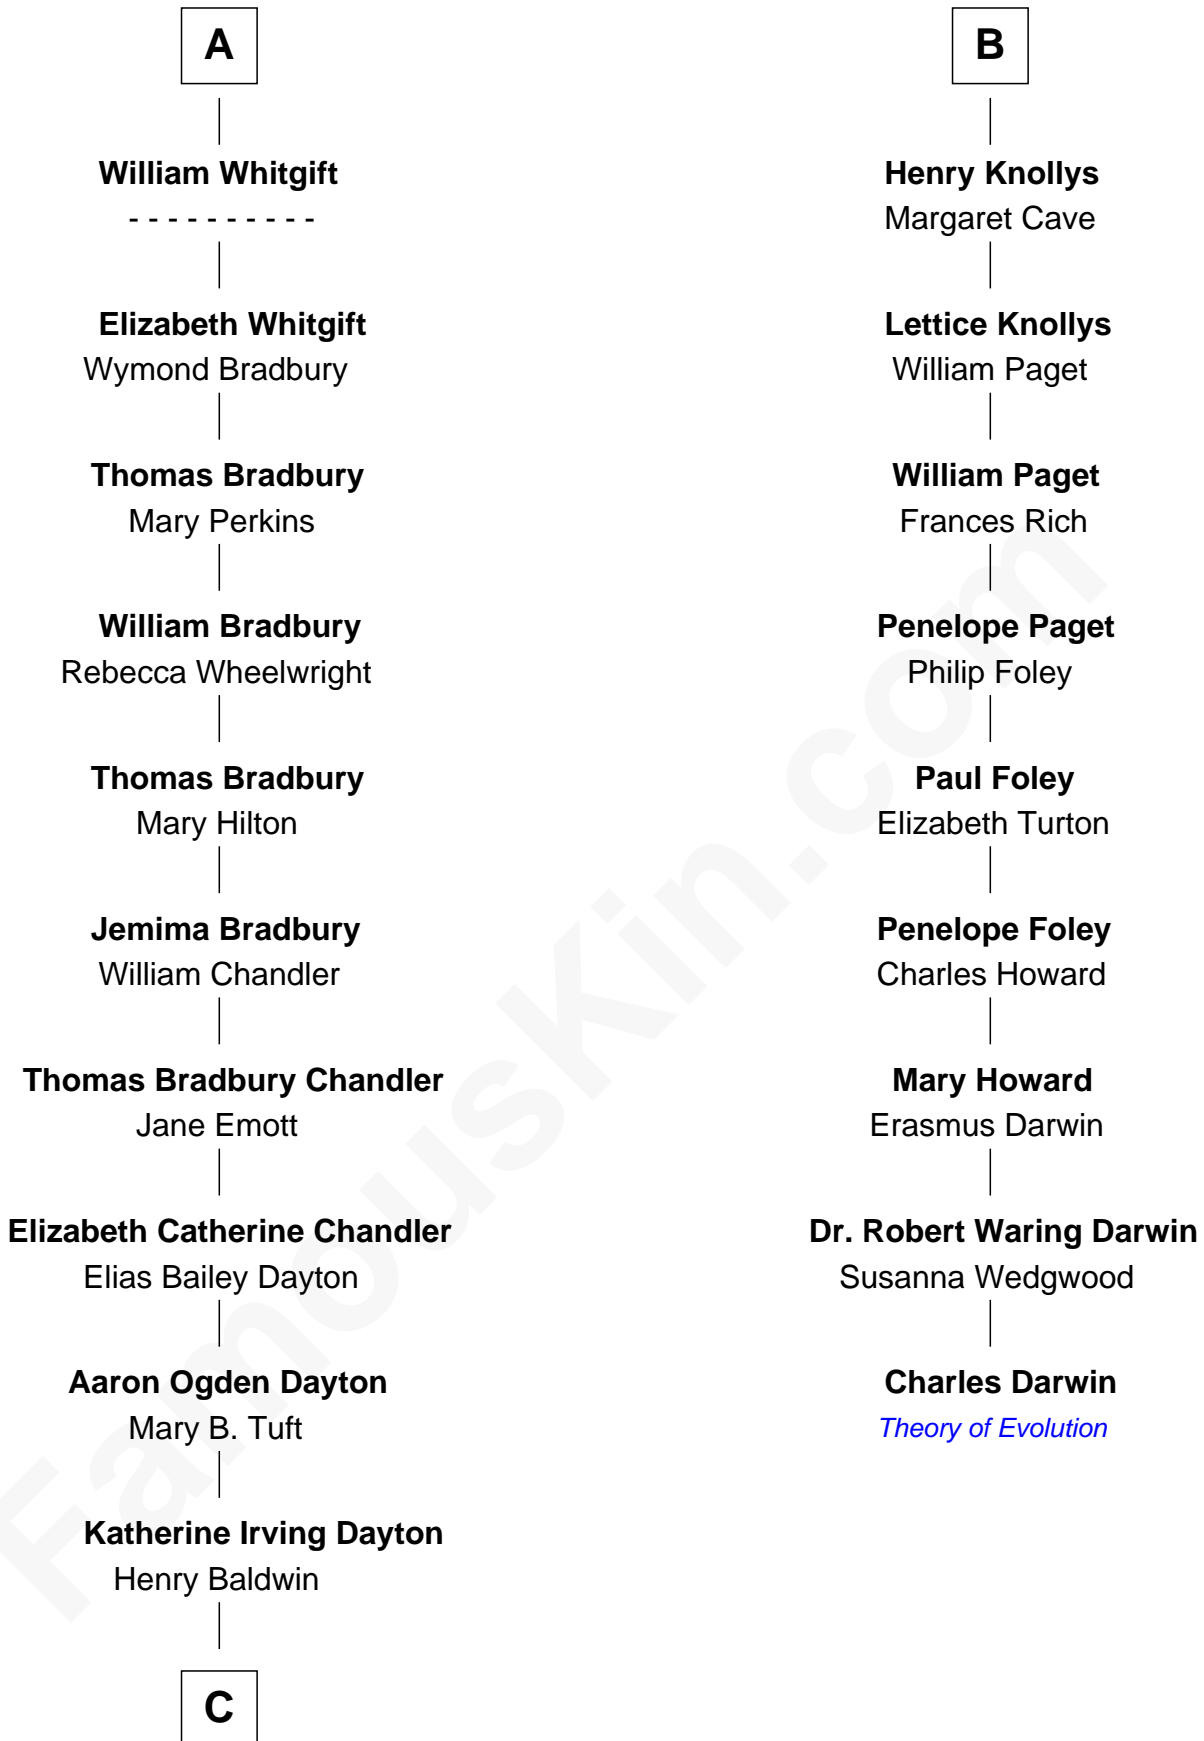 A
William Whitgift
- - - - - - - - - -
Elizabeth Whitgift
Wymond Bradbury
Thomas Bradbury
Mary Perkins
William Bradbury
Rebecca Wheelwright
Thomas Bradbury
Mary Hilton
Jemima Bradbury
William Chandler
Thomas Bradbury Chandler
Jane Emott
Elizabeth Catherine Chandler
Elias Bailey Dayton
Aaron Ogden Dayton
Mary B. Tuft
Katherine Irving Dayton
Henry Baldwin
C
B
Henry Knollys
Margaret Cave
Lettice Knollys
William Paget
William Paget
Frances Rich
Penelope Paget
Philip Foley
Paul Foley
Elizabeth Turton
Penelope Foley
Charles Howard
Mary Howard
Erasmus Darwin
Dr. Robert Waring Darwin
Susanna Wedgwood
Charles Darwin
Theory of Evolution
FamousKin.com